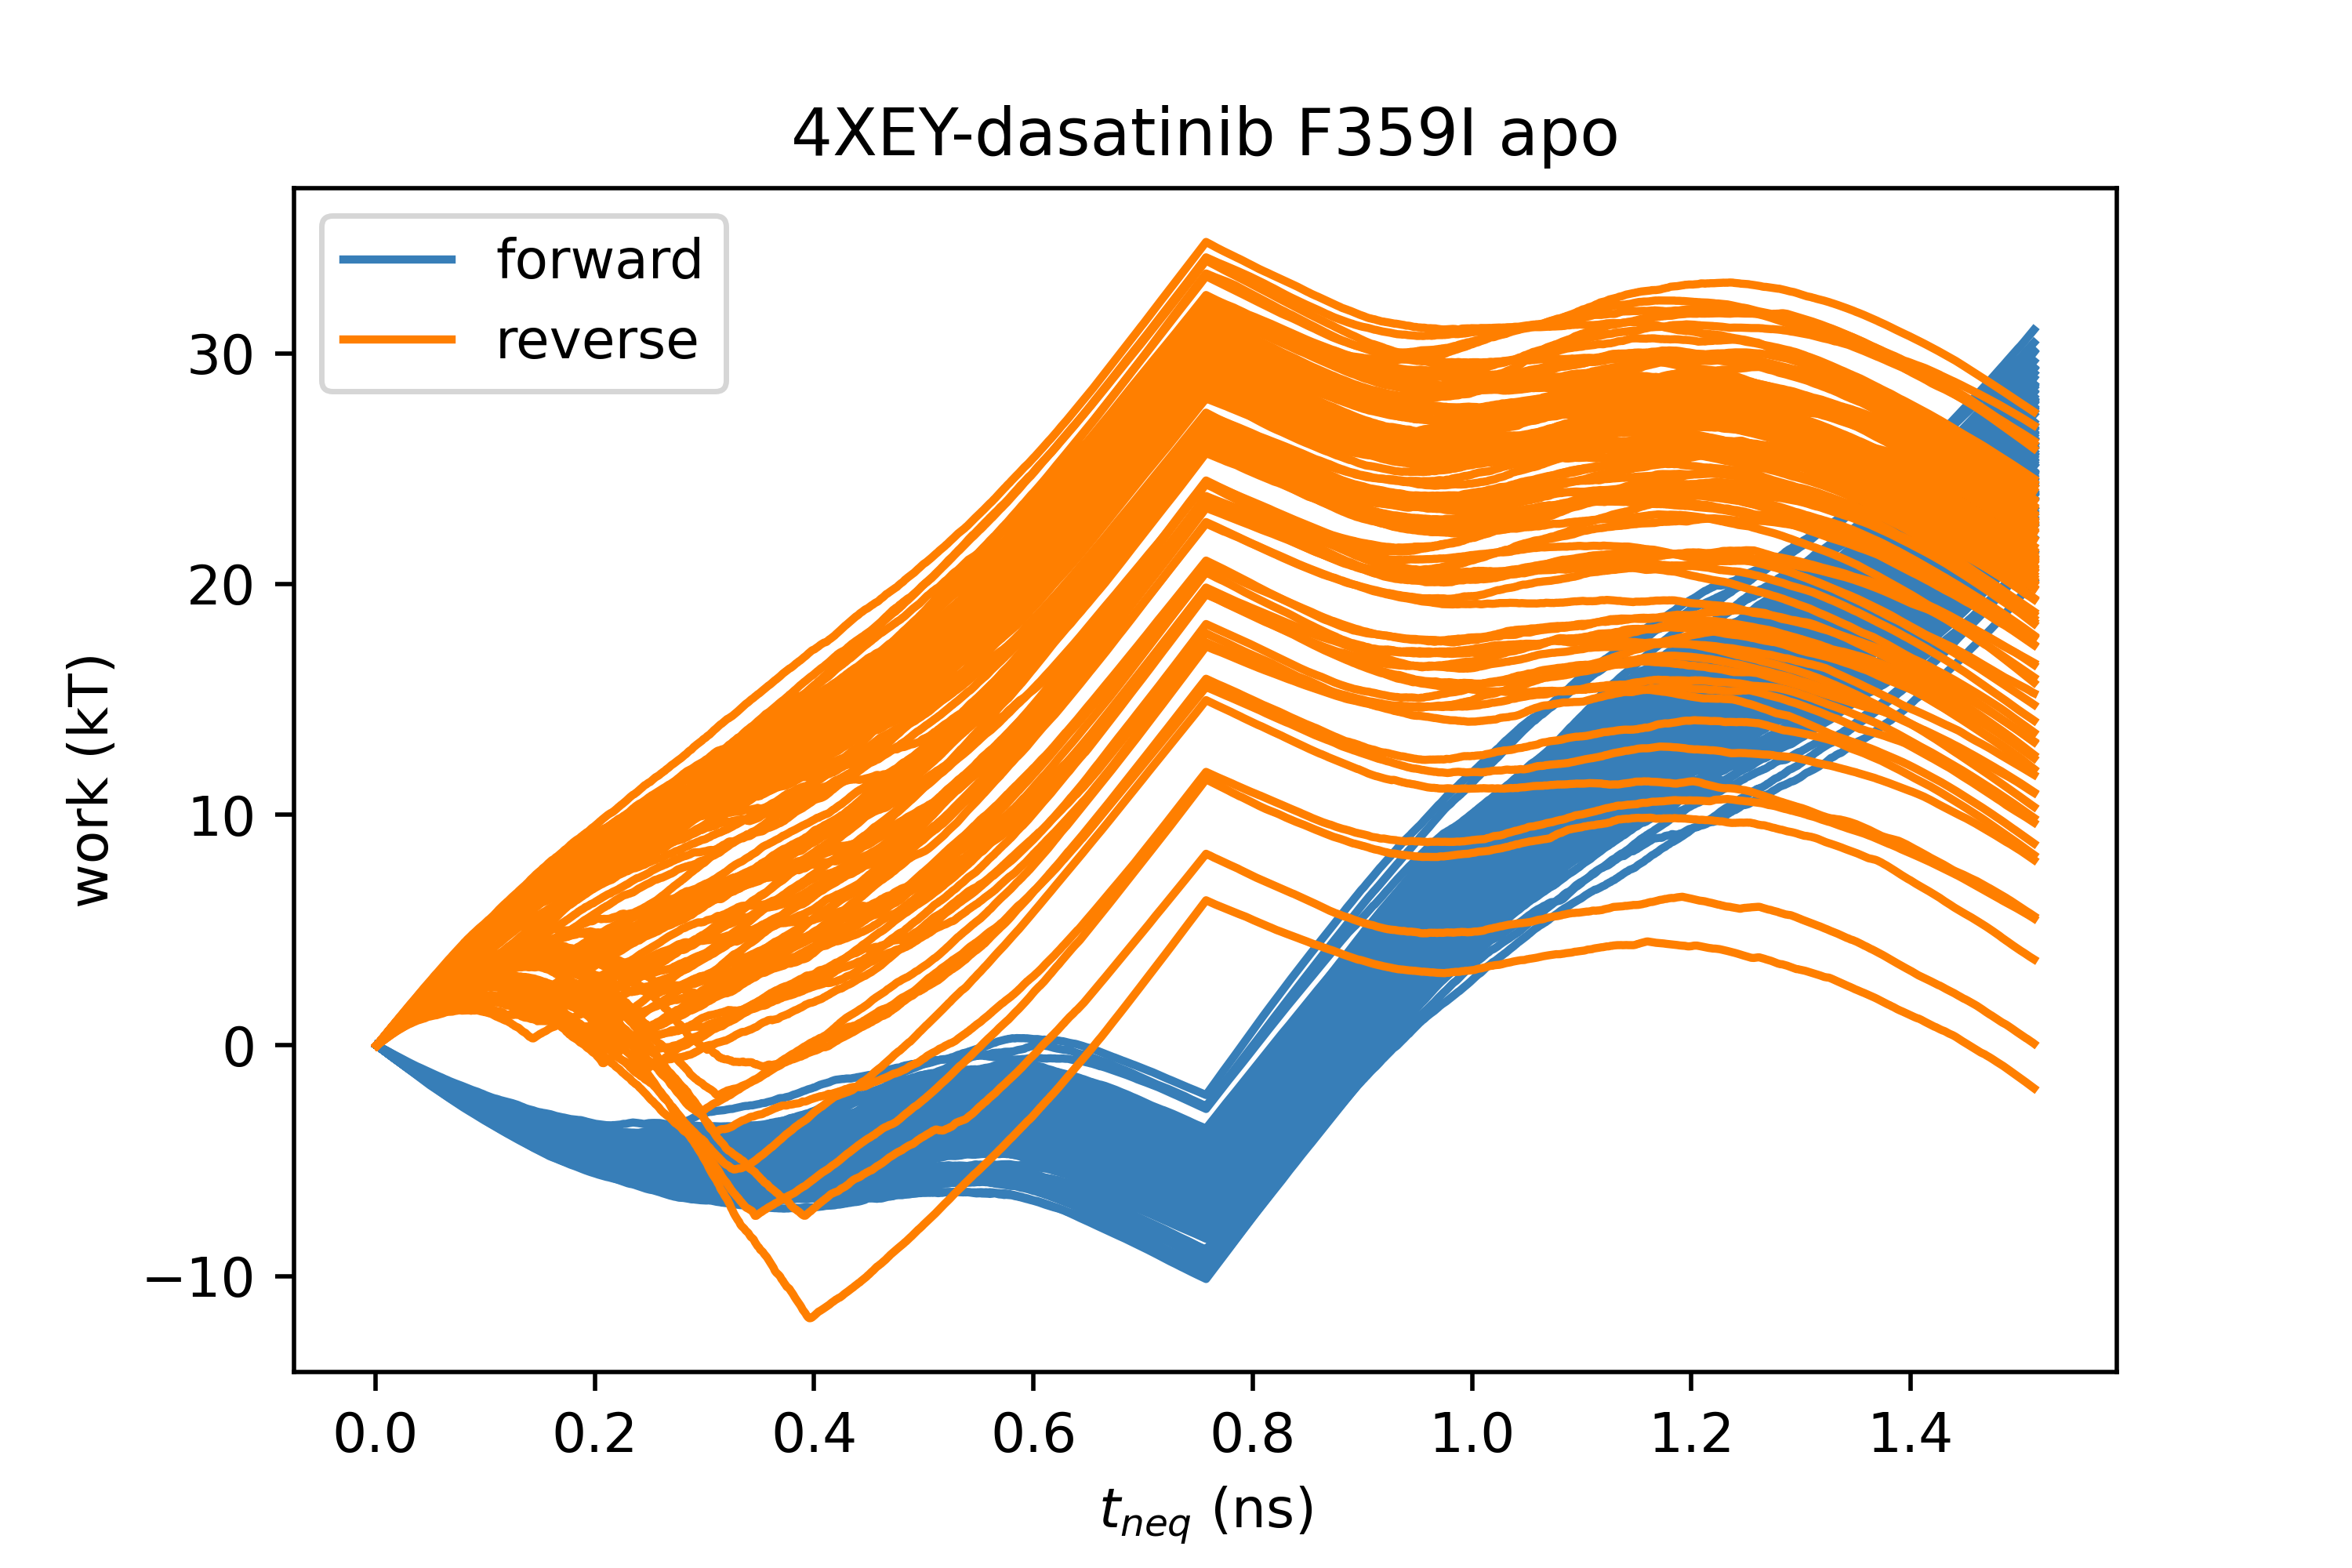 4XEY-dasatinib F359I apo
forward
reverse
30
20
10
0
−10
work (kT)
0.0 0.2 0.4 0.6 0.8 1.0 1.2 1.4
t_neq (ns)